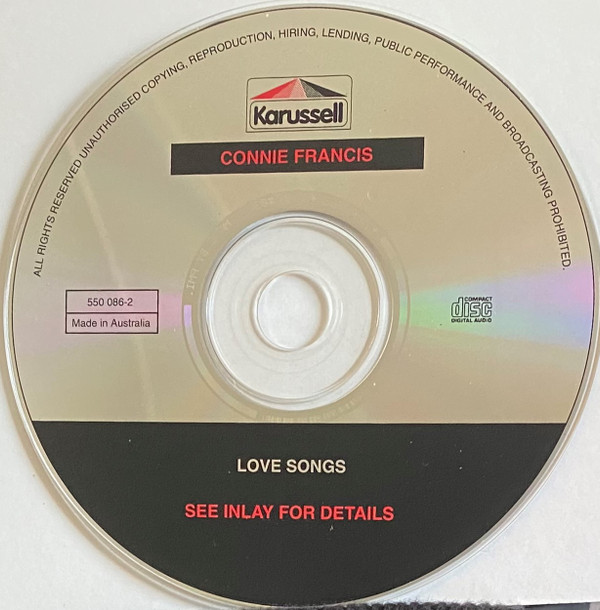 ALL RIGHTS RESERVED UNAUTHORISED COPYING, REPRODUCTION, HIRING, LENDING, PUBLIC PERFORMANCE AND BROADCASTING PROHIBITED.
Karussell
CONNIE FRANCIS
550 086-2
Made in Australia
COMPACT
disc
DIGITAL AUDIO
LOVE SONGS
SEE INLAY FOR DETAILS